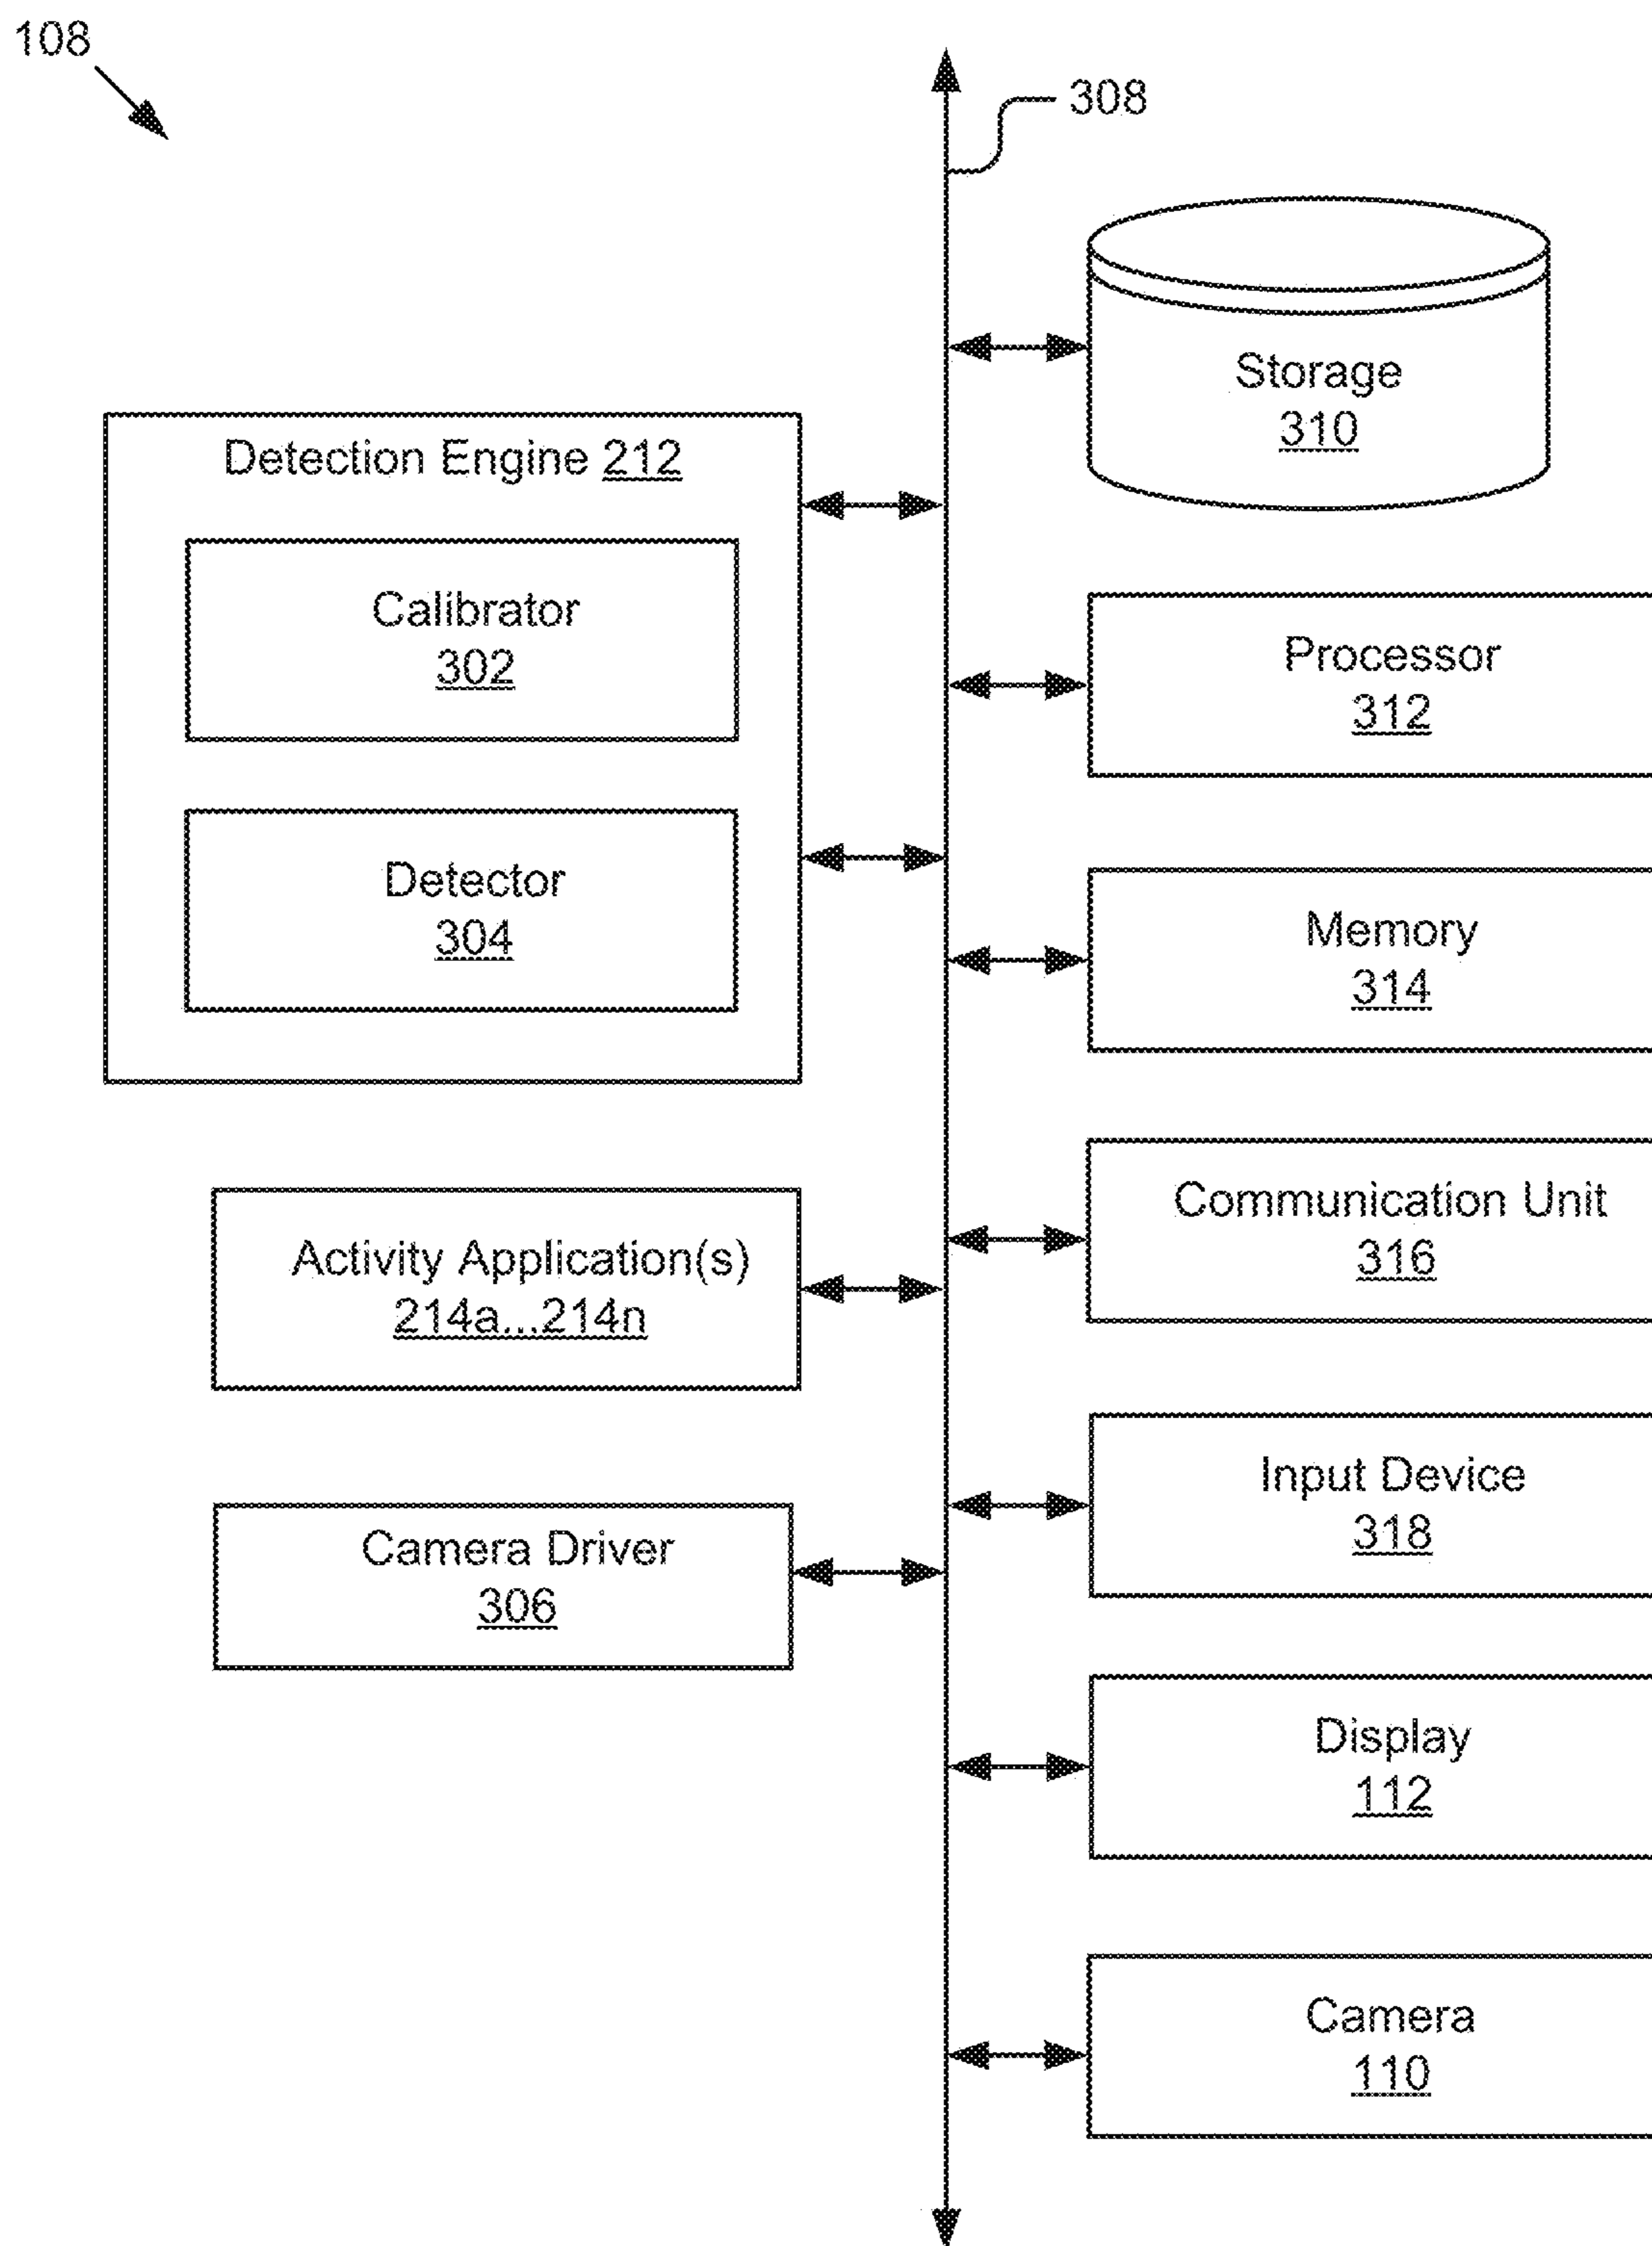 108
308
Storage
310
Detection Engine 212
Calibrator
302
Detector
304
Activity Application(s)
214a...214n
Camera Driver
306
Processor
312
Memory
314
Communication Unit
316
Input Device
318
Display
112
Camera
110